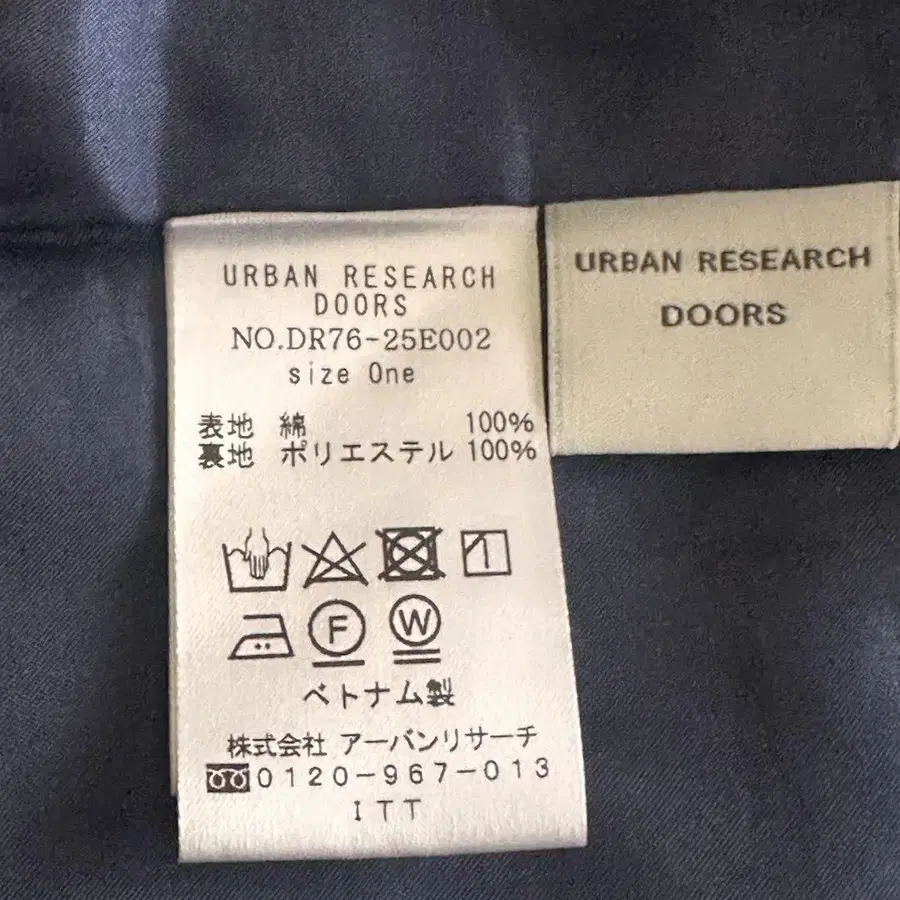 URBAN RESEARCH
DOORS
NO.DR76-25E002
size One
表地 綿 100%
裏地 ポリエステル 100%
F W
ベトナム製
株式会社 アーバンリサーチ
0120-967-013
ITT
URBAN RESEARCH
DOORS